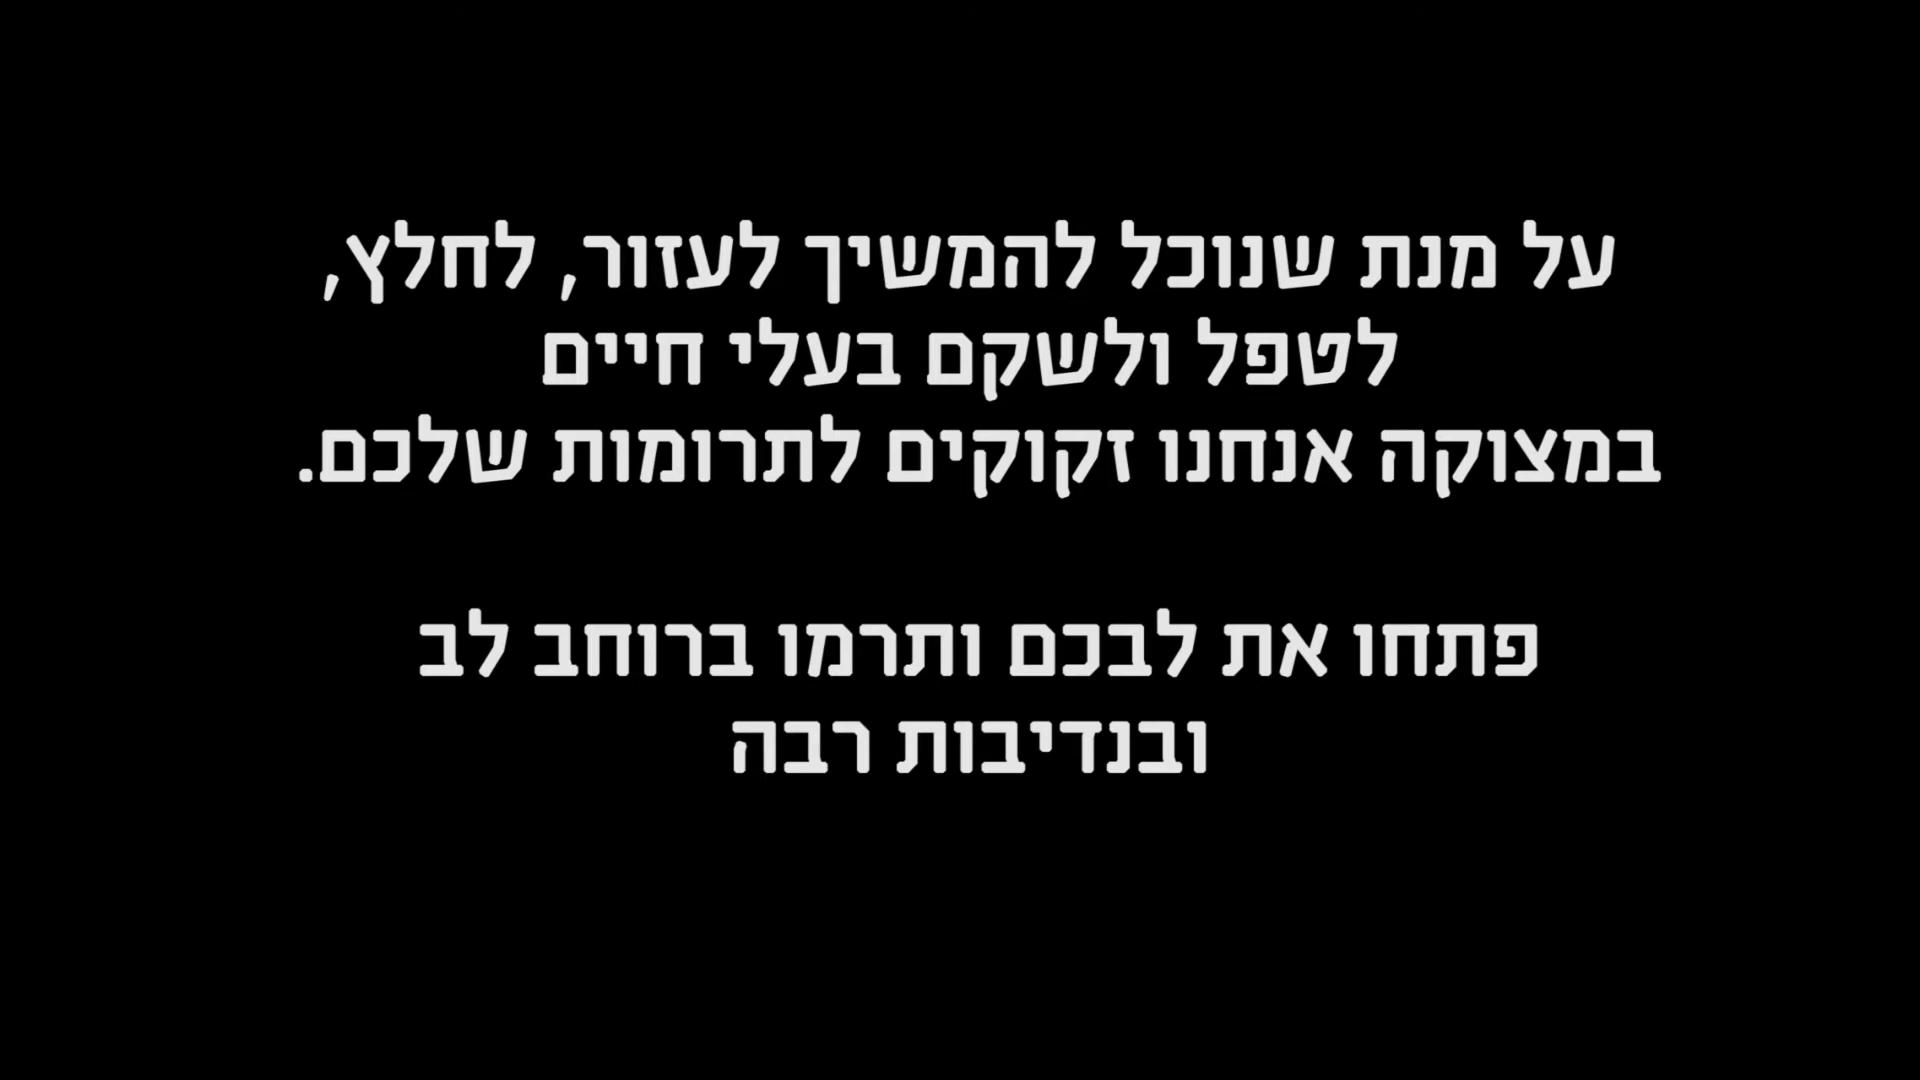 על מנת שנוכל להמשיך לעזור, לחלץ,
לטפל ולשקם בעלי חיים
במצוקה אנחנו זקוקים לתרומות שלכם.
פתחו את לבכם ותרמו ברוחב לב
ובנדיבות רבה